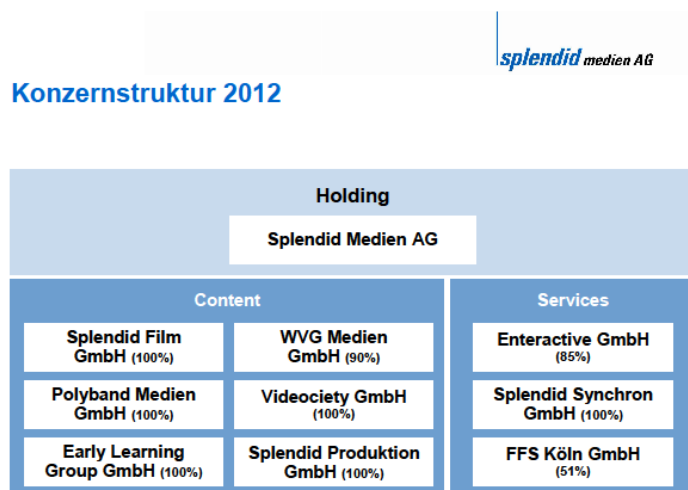 splendid medien AG
Konzernstruktur 2012
Holding
Splendid Medien AG
Content
Splendid Film
GmbH (100%)
WVG Medien
GmbH (90%)
Polyband Medien
GmbH (100%)
Videociety GmbH
(100%)
Early Learning
Group GmbH (100%)
Splendid Produktion
GmbH (100%)
Services
Enteractive GmbH
(85%)
Splendid Synchron
GmbH (100%)
FFS Köln GmbH
(51%)